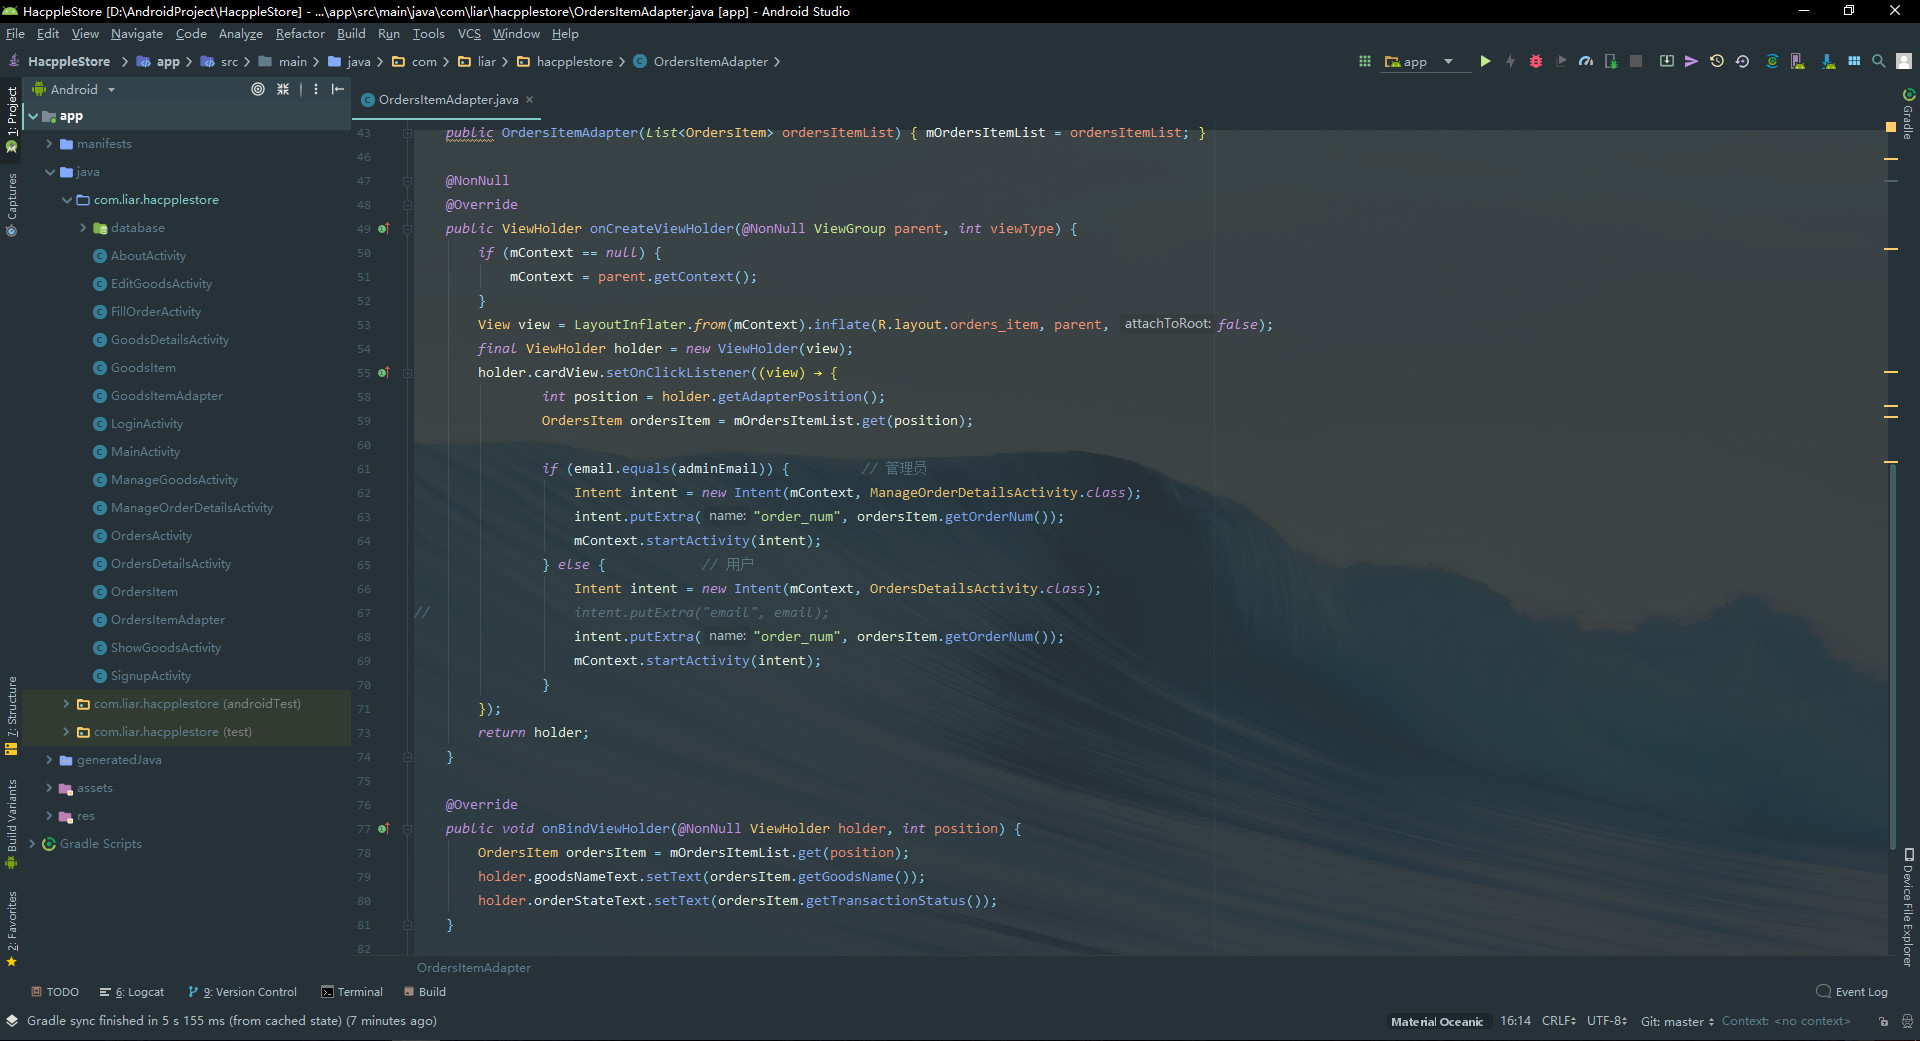 HacppleStore [D:\AndroidProject\HacppleStore] - ...\app\src\main\java\com\liar\hacpplestore\OrdersItemAdapter.java [app] - Android Studio
File Edit View Navigate Code Analyze Refactor Build Run Tools VCS Window Help
HacppleStore app src main java com liar hacpplestore OrdersItemAdapter app
Android
OrdersItemAdapter.java
1: Project
Captures
7: Structure
Build Variants
2: Favorites
app
manifests
java
com.liar.hacpplestore
database
AboutActivity
EditGoodsActivity
FillOrderActivity
GoodsDetailsActivity
GoodsItem
GoodsItemAdapter
LoginActivity
MainActivity
ManageGoodsActivity
ManageOrderDetailsActivity
OrdersActivity
OrdersDetailsActivity
OrdersItem
OrdersItemAdapter
ShowGoodsActivity
SignupActivity
com.liar.hacpplestore (androidTest)
com.liar.hacpplestore (test)
generatedJava
assets
res
Gradle Scripts
43 public OrdersItemAdapter(List<OrdersItem> ordersItemList) { mOrdersItemList = ordersItemList; }
46
47 @NonNull
48 @Override
49 public ViewHolder onCreateViewHolder(@NonNull ViewGroup parent, int viewType) {
50 if (mContext == null) {
51 mContext = parent.getContext();
52 }
53 View view = LayoutInflater.from(mContext).inflate(R.layout.orders_item, parent, attachToRoot: false);
54 final ViewHolder holder = new ViewHolder(view);
55 holder.cardView.setOnClickListener((view) → {
58 int position = holder.getAdapterPosition();
59 OrdersItem ordersItem = mOrdersItemList.get(position);
60
61 if (email.equals(adminEmail)) { // 管理员
62 Intent intent = new Intent(mContext, ManageOrderDetailsActivity.class);
63 intent.putExtra( name: "order_num", ordersItem.getOrderNum());
64 mContext.startActivity(intent);
65 } else { // 用户
66 Intent intent = new Intent(mContext, OrdersDetailsActivity.class);
67 // intent.putExtra("email", email);
68 intent.putExtra( name: "order_num", ordersItem.getOrderNum());
69 mContext.startActivity(intent);
70 }
71 });
73 return holder;
74 }
75
76 @Override
77 public void onBindViewHolder(@NonNull ViewHolder holder, int position) {
78 OrdersItem ordersItem = mOrdersItemList.get(position);
79 holder.goodsNameText.setText(ordersItem.getGoodsName());
80 holder.orderStateText.setText(ordersItem.getTransactionStatus());
81 }
82
OrdersItemAdapter
Gradle
Device File Explorer
TODO 6: Logcat 9: Version Control Terminal Build Event Log
Gradle sync finished in 5 s 155 ms (from cached state) (7 minutes ago) Material Oceanic 16:14 CRLF UTF-8 Git: master Context: <no context>